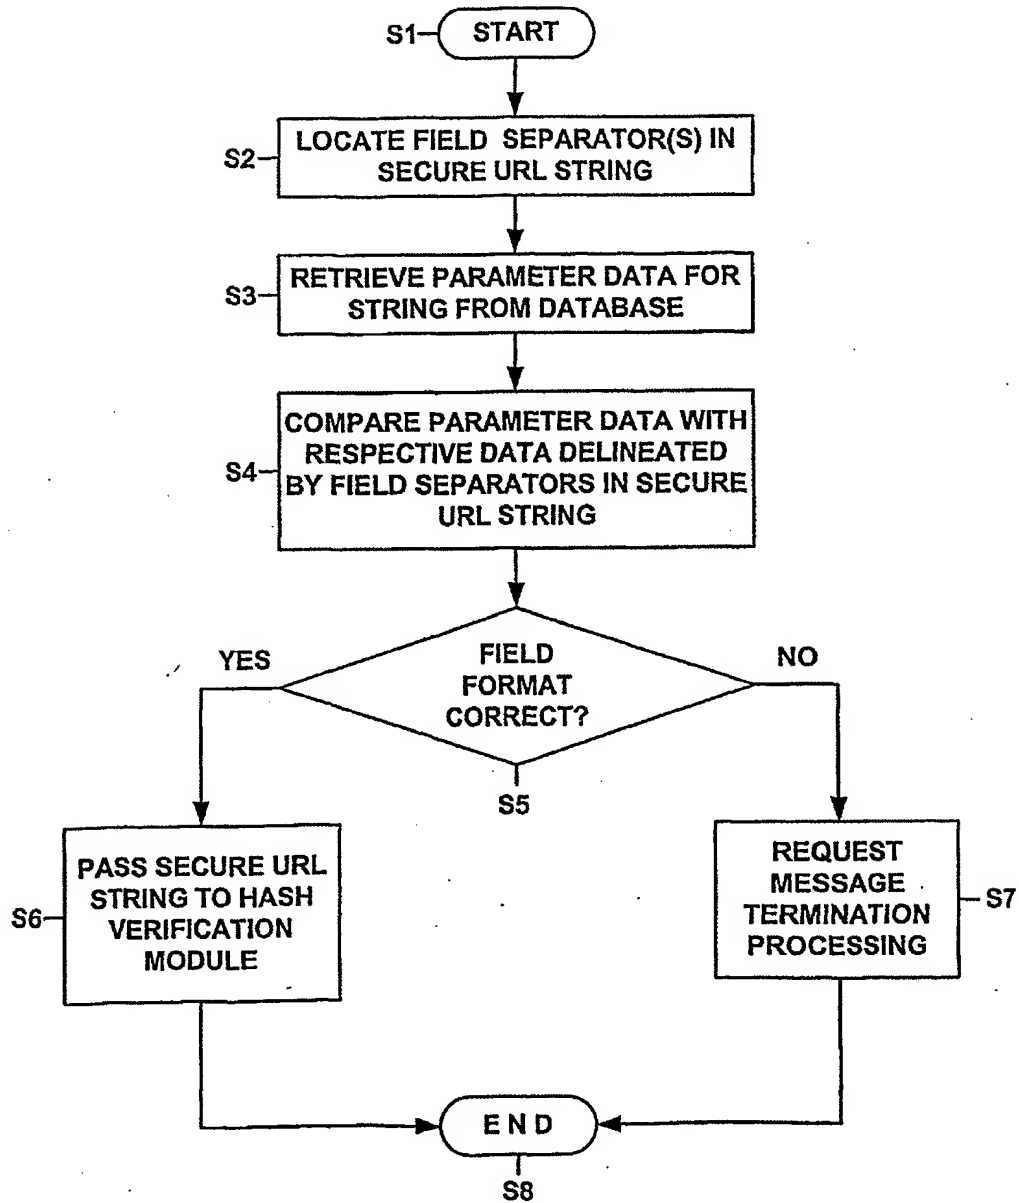 S1
START
S2
LOCATE FIELD SEPARATOR(S) IN
SECURE URL STRING
S3
RETRIEVE PARAMETER DATA FOR
STRING FROM DATABASE
S4
COMPARE PARAMETER DATA WITH
RESPECTIVE DATA DELINEATED
BY FIELD SEPARATORS IN SECURE
URL STRING
YES
FIELD
FORMAT
CORRECT?
NO
S5
S6
PASS SECURE URL
STRING TO HASH
VERIFICATION
MODULE
REQUEST
MESSAGE
TERMINATION
PROCESSING
S7
E N D
S8